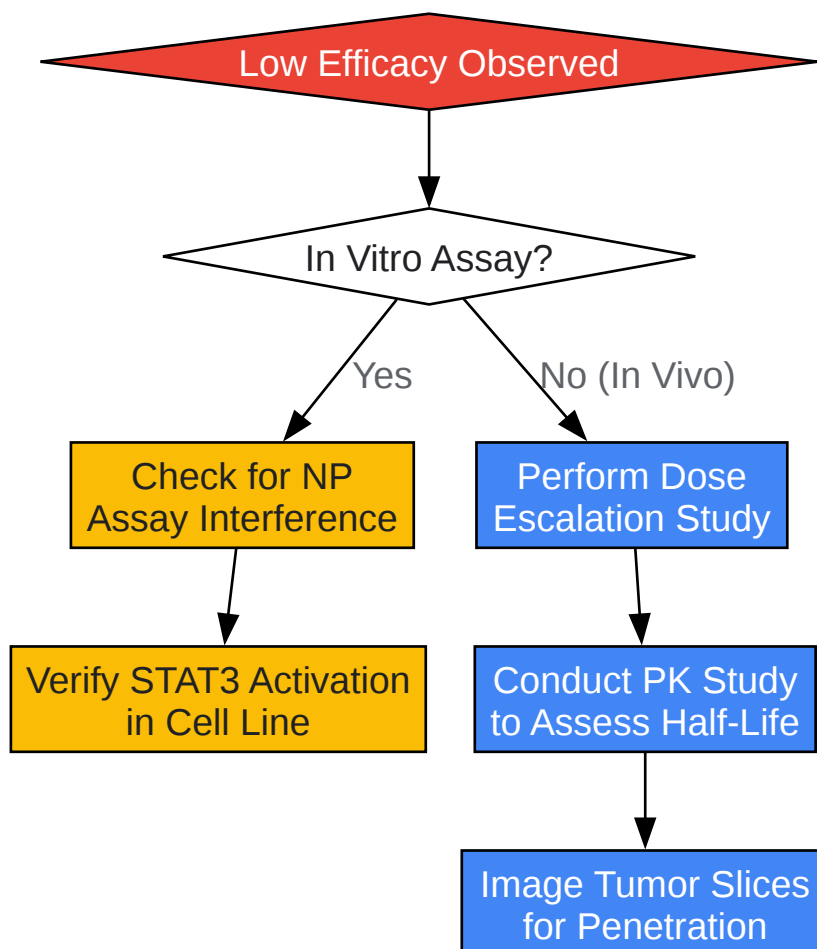 Low Efficacy Observed
In Vitro Assay?
Yes
No (In Vivo)
Check for NP
Assay Interference
Perform Dose
Escalation Study
Verify STAT3 Activation
in Cell Line
Conduct PK Study
to Assess Half-Life
Image Tumor Slices
for Penetration